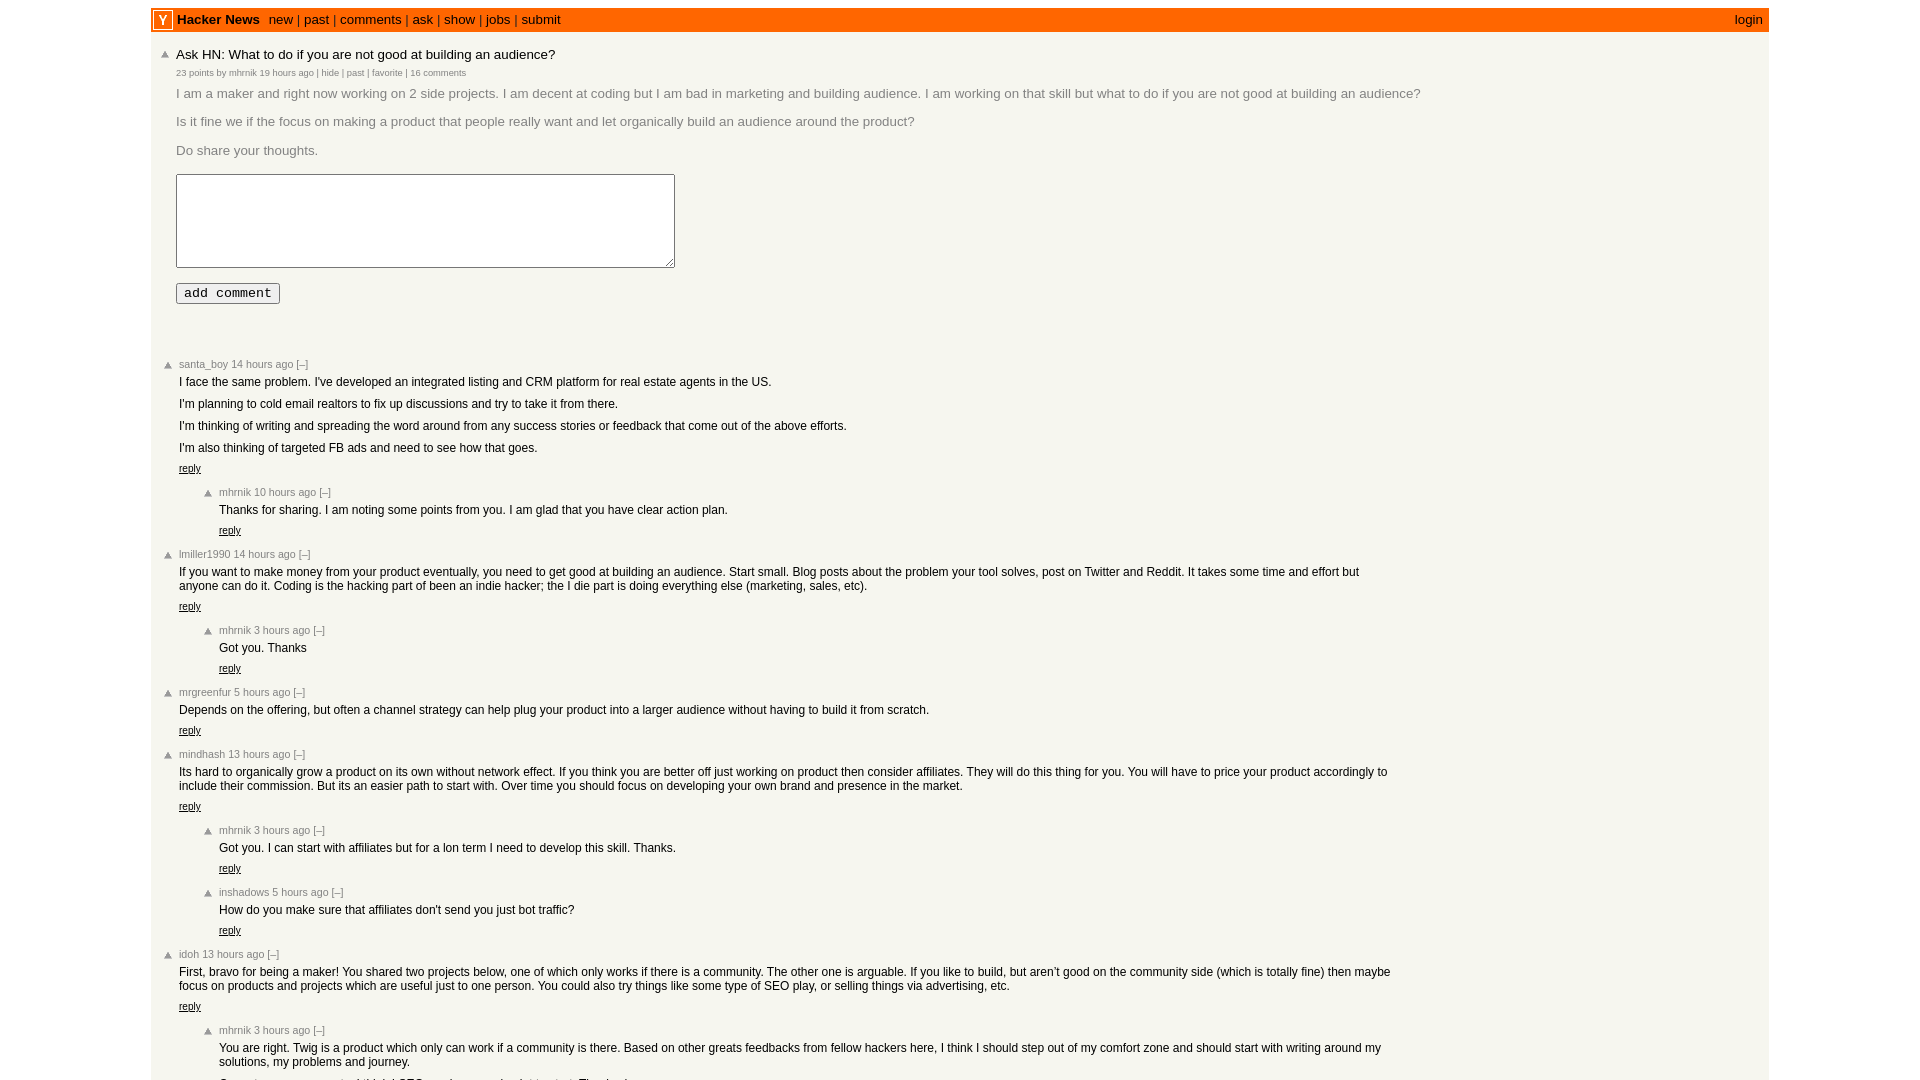 Y Hacker News new | past | comments | ask | show | jobs | submit login
Ask HN: What to do if you are not good at building an audience?
23 points by mhrnik 19 hours ago | hide | past | favorite | 16 comments
I am a maker and right now working on 2 side projects. I am decent at coding but I am bad in marketing and building audience. I am working on that skill but what to do if you are not good at building an audience?
Is it fine we if the focus on making a product that people really want and let organically build an audience around the product?
Do share your thoughts.
add comment
santa_boy 14 hours ago [–]
I face the same problem. I've developed an integrated listing and CRM platform for real estate agents in the US.
I'm planning to cold email realtors to fix up discussions and try to take it from there.
I'm thinking of writing and spreading the word around from any success stories or feedback that come out of the above efforts.
I'm also thinking of targeted FB ads and need to see how that goes.
reply
mhrnik 10 hours ago [–]
Thanks for sharing. I am noting some points from you. I am glad that you have clear action plan.
reply
lmiller1990 14 hours ago [–]
If you want to make money from your product eventually, you need to get good at building an audience. Start small. Blog posts about the problem your tool solves, post on Twitter and Reddit. It takes some time and effort but
anyone can do it. Coding is the hacking part of been an indie hacker; the I die part is doing everything else (marketing, sales, etc).
reply
mhrnik 3 hours ago [–]
Got you. Thanks
reply
mrgreenfur 5 hours ago [–]
Depends on the offering, but often a channel strategy can help plug your product into a larger audience without having to build it from scratch.
reply
mindhash 13 hours ago [–]
Its hard to organically grow a product on its own without network effect. If you think you are better off just working on product then consider affiliates. They will do this thing for you. You will have to price your product accordingly to
include their commission. But its an easier path to start with. Over time you should focus on developing your own brand and presence in the market.
reply
mhrnik 3 hours ago [–]
Got you. I can start with affiliates but for a lon term I need to develop this skill. Thanks.
reply
inshadows 5 hours ago [–]
How do you make sure that affiliates don't send you just bot traffic?
reply
idoh 13 hours ago [–]
First, bravo for being a maker! You shared two projects below, one of which only works if there is a community. The other one is arguable. If you like to build, but aren’t good on the community side (which is totally fine) then maybe
focus on products and projects which are useful just to one person. You could also try things like some type of SEO play, or selling things via advertising, etc.
reply
mhrnik 3 hours ago [–]
You are right. Twig is a product which only can work if a community is there. Based on other greats feedbacks from fellow hackers here, I think I should step out of my comfort zone and should start with writing around my
solutions, my problems and journey.